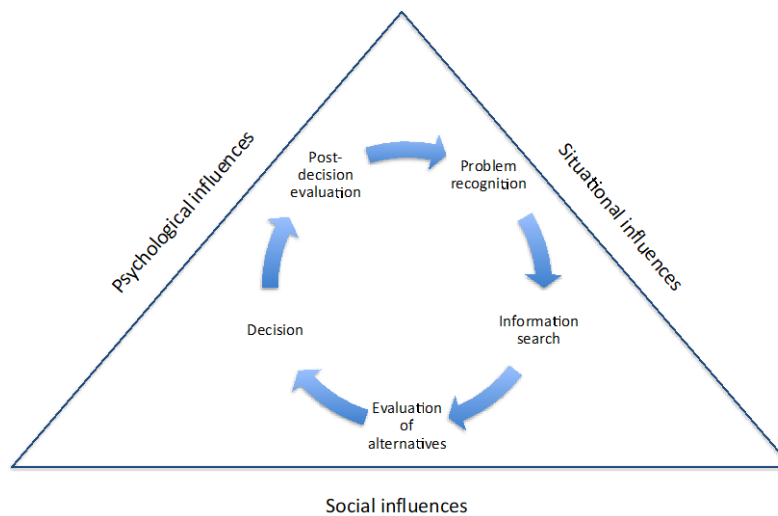 Psychological influences
Situational influences
Post-
decision
evaluation
Problem
recognition
Information
search
Evaluation
of
alternatives
Decision
Social influences